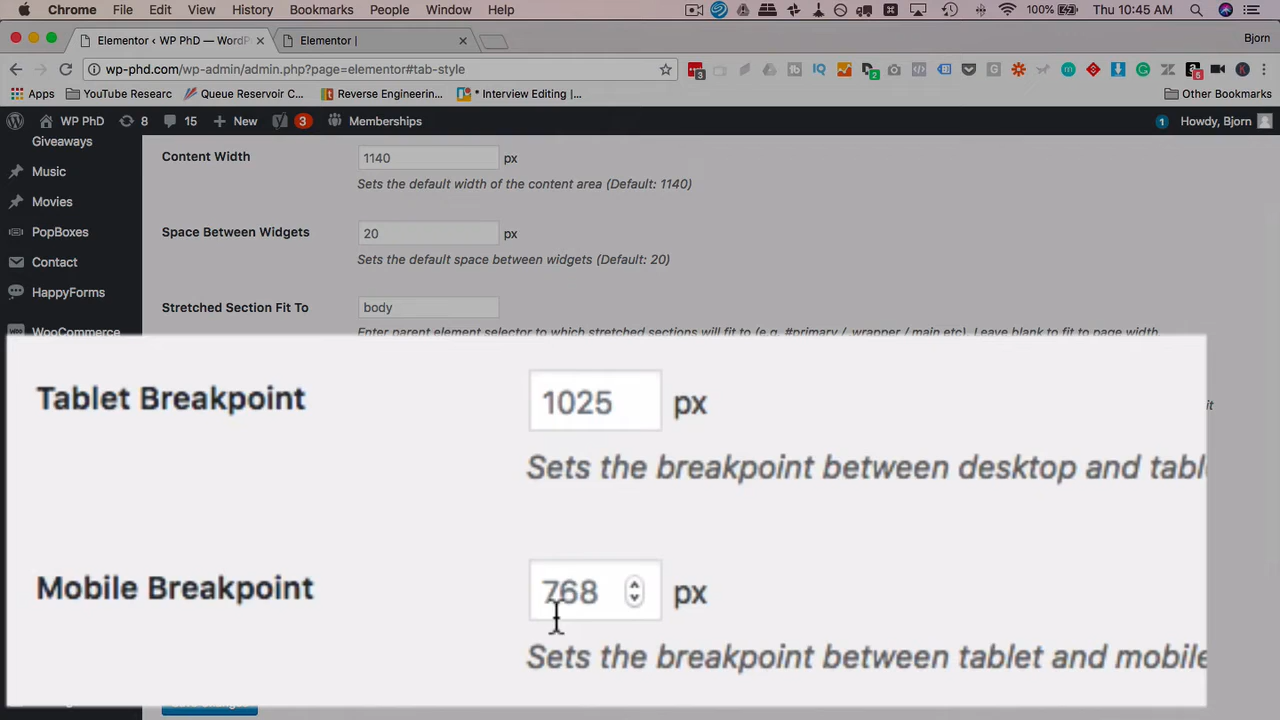 Chrome File Edit View History Bookmarks People Window Help 100% Thu 10:45 AM
Elementor ‹ WP PhD — WordP Elementor | Bjorn
wp-phd.com/wp-admin/admin.php?page=elementor#tab-style
Apps YouTube Researc Queue Reservoir C... Reverse Engineerin... * Interview Editing |... Other Bookmarks
WP PhD 8 15 + New 3 Memberships 1 Howdy, Bjorn
Giveaways
Music
Movies
PopBoxes
Contact
HappyForms
WooCommerce
Content Width 1140 px
Sets the default width of the content area (Default: 1140)
Space Between Widgets 20 px
Sets the default space between widgets (Default: 20)
Stretched Section Fit To body
Enter parent element selector to which stretched sections will fit to (e.g. #primary / .wrapper / main etc). Leave blank to fit to page width.
Tablet Breakpoint 1025 px
Sets the breakpoint between desktop and tabl
Mobile Breakpoint 768 px
Sets the breakpoint between tablet and mobile